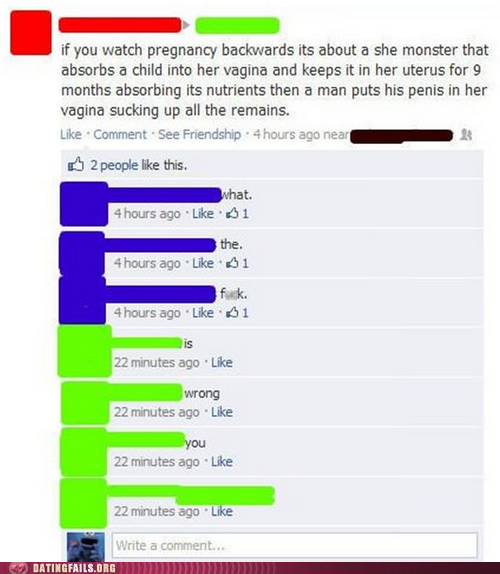 if you watch pregnancy backwards its about a she monster that
absorbs a child into her vagina and keeps it in her uterus for 9
months absorbing its nutrients then a man puts his penis in her
vagina sucking up all the remains.
Like · Comment · See Friendship · 4 hours ago near
2 people like this.
what.
4 hours ago · Like · 1
the.
4 hours ago · Like · 1
fuck.
4 hours ago · Like · 1
is
22 minutes ago · Like
wrong
22 minutes ago · Like
you
22 minutes ago · Like
22 minutes ago · Like
Write a comment...
DATINGFAILS.ORG